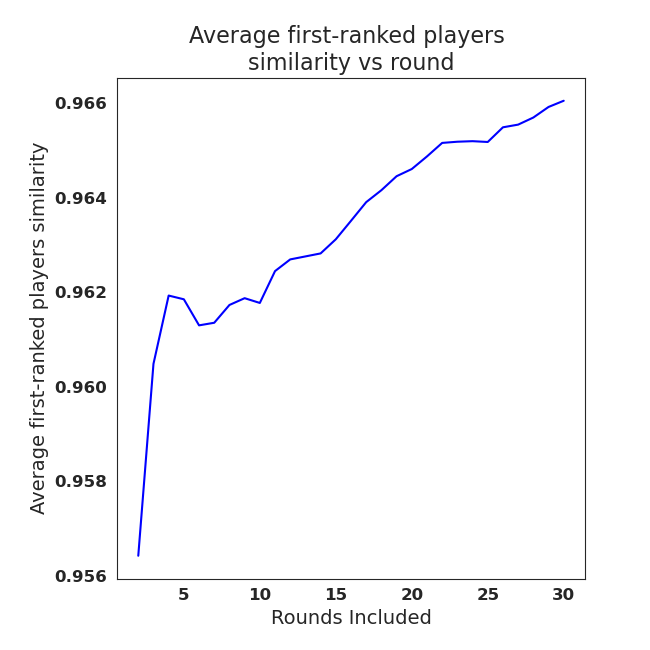 Average first-ranked players
similarity vs round
Average first-ranked players similarity
0.966
0.964
0.962
0.960
0.958
0.956
5 10 15 20 25 30
Rounds Included